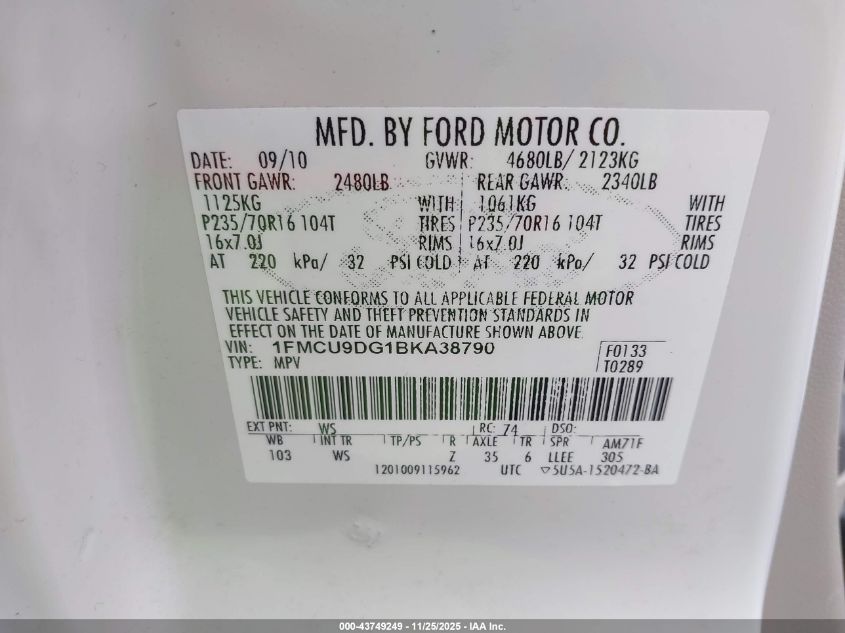 MFD. BY FORD MOTOR CO.
DATE: 09/10 GVWR: 4680LB/ 2123KG
FRONT GAWR: 2480LB REAR GAWR: 2340LB
1125KG WITH 1061KG WITH
P235/70R16 104T TIRES P235/70R16 104T TIRES
16x7.0J RIMS 16x7.0J RIMS
AT 220 kPa/ 32 PSI COLD AT 220 kPa/ 32 PSI COLD
THIS VEHICLE CONFORMS TO ALL APPLICABLE FEDERAL MOTOR
VEHICLE SAFETY AND THEFT PREVENTION STANDARDS IN
EFFECT ON THE DATE OF MANUFACTURE SHOWN ABOVE.
VIN: 1FMCU9DG1BKA38790 F0133
TYPE: MPV T0289
EXT PNT: WS RC: 74 DSO:
WB INT TR TP/PS R AXLE TR SPR AM71F
103 WS Z 35 6 LLEE 305
1201009115962 UTC ▽5U5A-1520472-BA
000-43749249 - 11/25/2025 - IAA Inc.